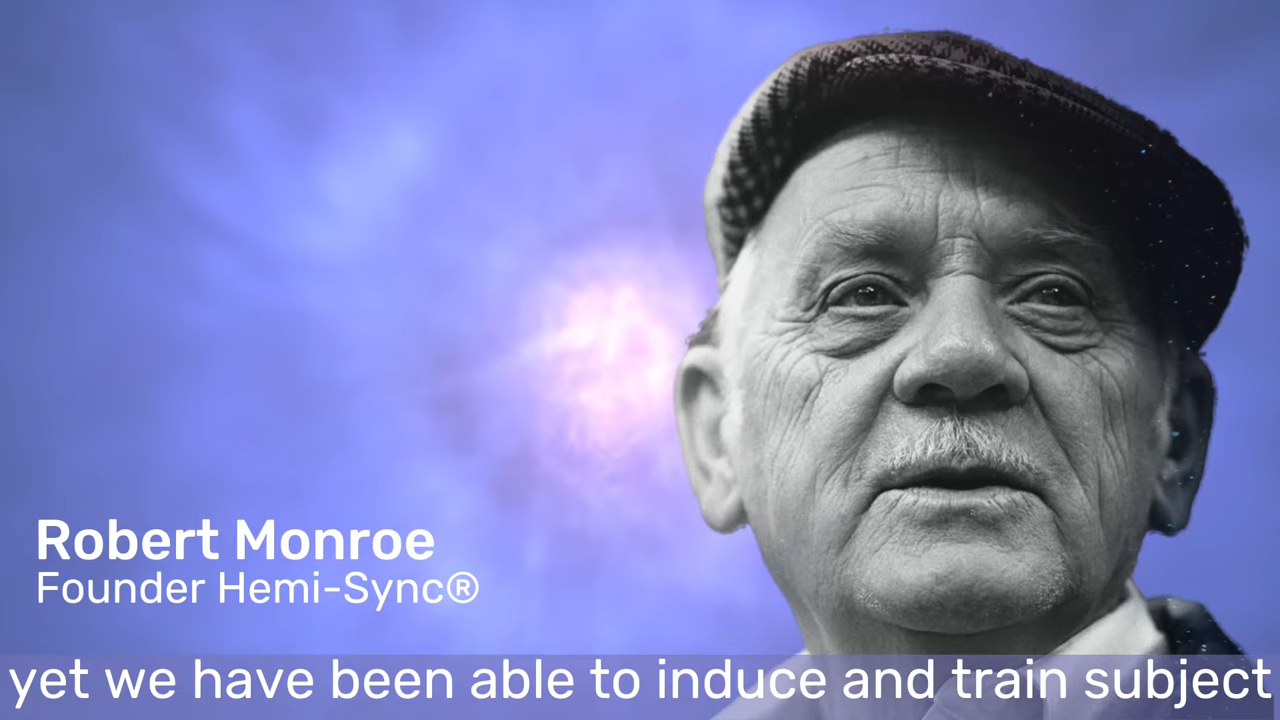 Robert Monroe
Founder Hemi-Sync®
yet we have been able to induce and train subject